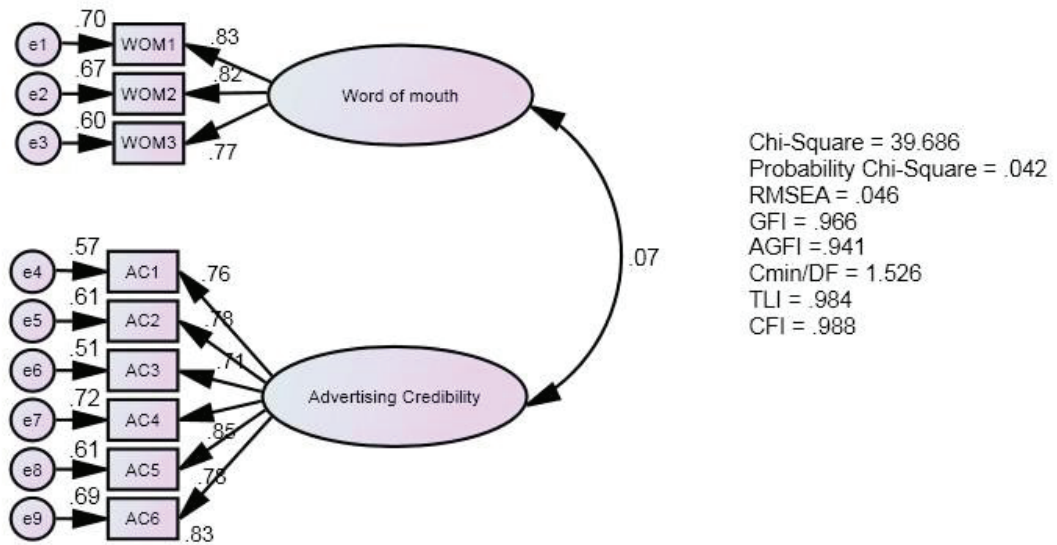 .70
e1 WOM1 .83
.67
e2 WOM2 .82
.60
e3 WOM3 .77
Word of mouth
.57
e4 AC1 .76
.61
e5 AC2 .78
.51
e6 AC3 .71
.72
e7 AC4 .85
.61
e8 AC5 .78
.69
e9 AC6 .83
Advertising Credibility
.07
Chi-Square = 39.686
Probability Chi-Square = .042
RMSEA = .046
GFI = .966
AGFI =.941
Cmin/DF = 1.526
TLI = .984
CFI = .988